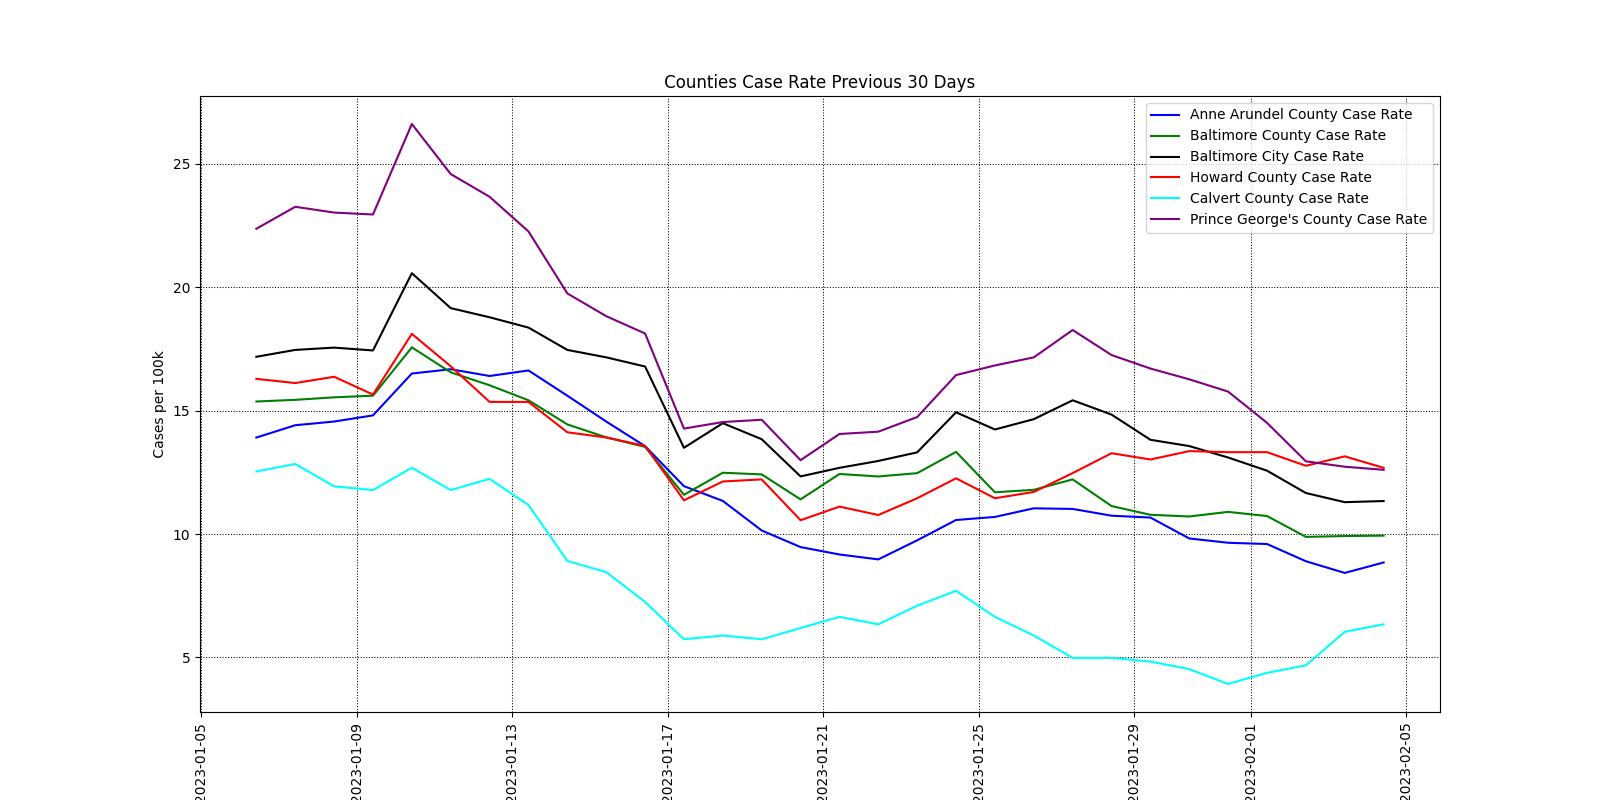 Counties Case Rate Previous 30 Days
Anne Arundel County Case Rate
Baltimore County Case Rate
Baltimore City Case Rate
Howard County Case Rate
Calvert County Case Rate
Prince George's County Case Rate
Cases per 100k
25
20
15
10
5
2023-01-05
2023-01-09
2023-01-13
2023-01-17
2023-01-21
2023-01-25
2023-01-29
2023-02-01
2023-02-05